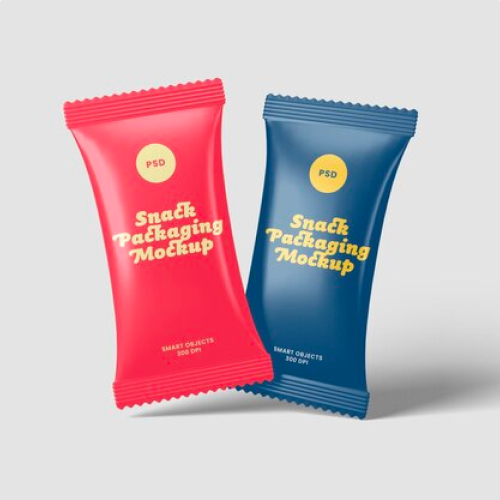 PSD
Snack
Packaging
Mockup
SMART OBJECTS
300 DPI
PSD
Snack
Packaging
Mockup
SMART OBJECTS
300 DPI